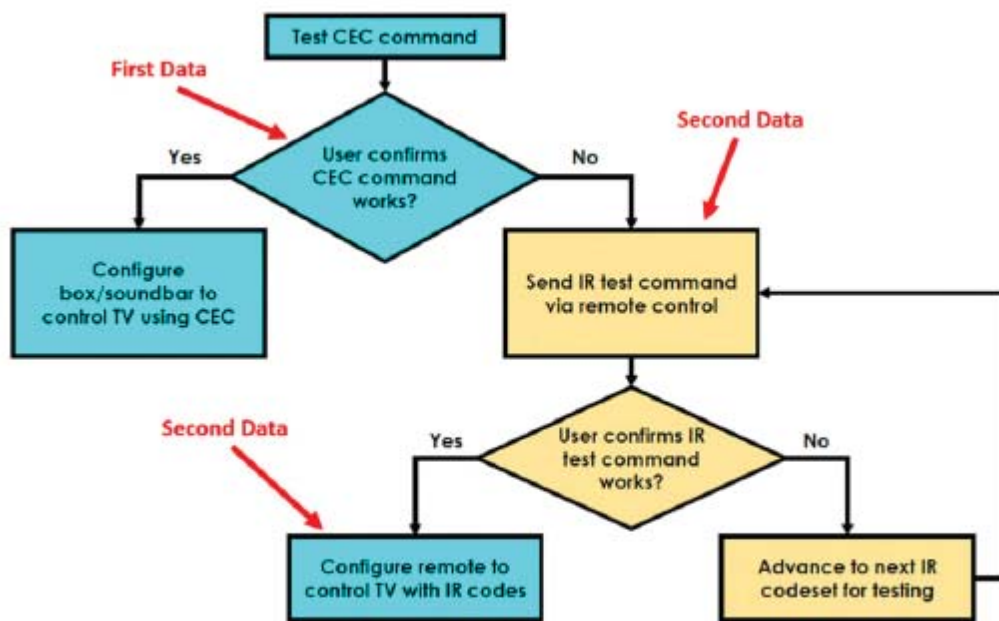 Test CEC command
First Data
Second Data
User confirms
CEC command
works?
Yes
No
Configure
box/soundbar to
control TV using CEC
Send IR test command
via remote control
Second Data
User confirms IR
test command
works?
Yes
No
Configure remote to
control TV with IR codes
Advance to next IR
codeset for testing